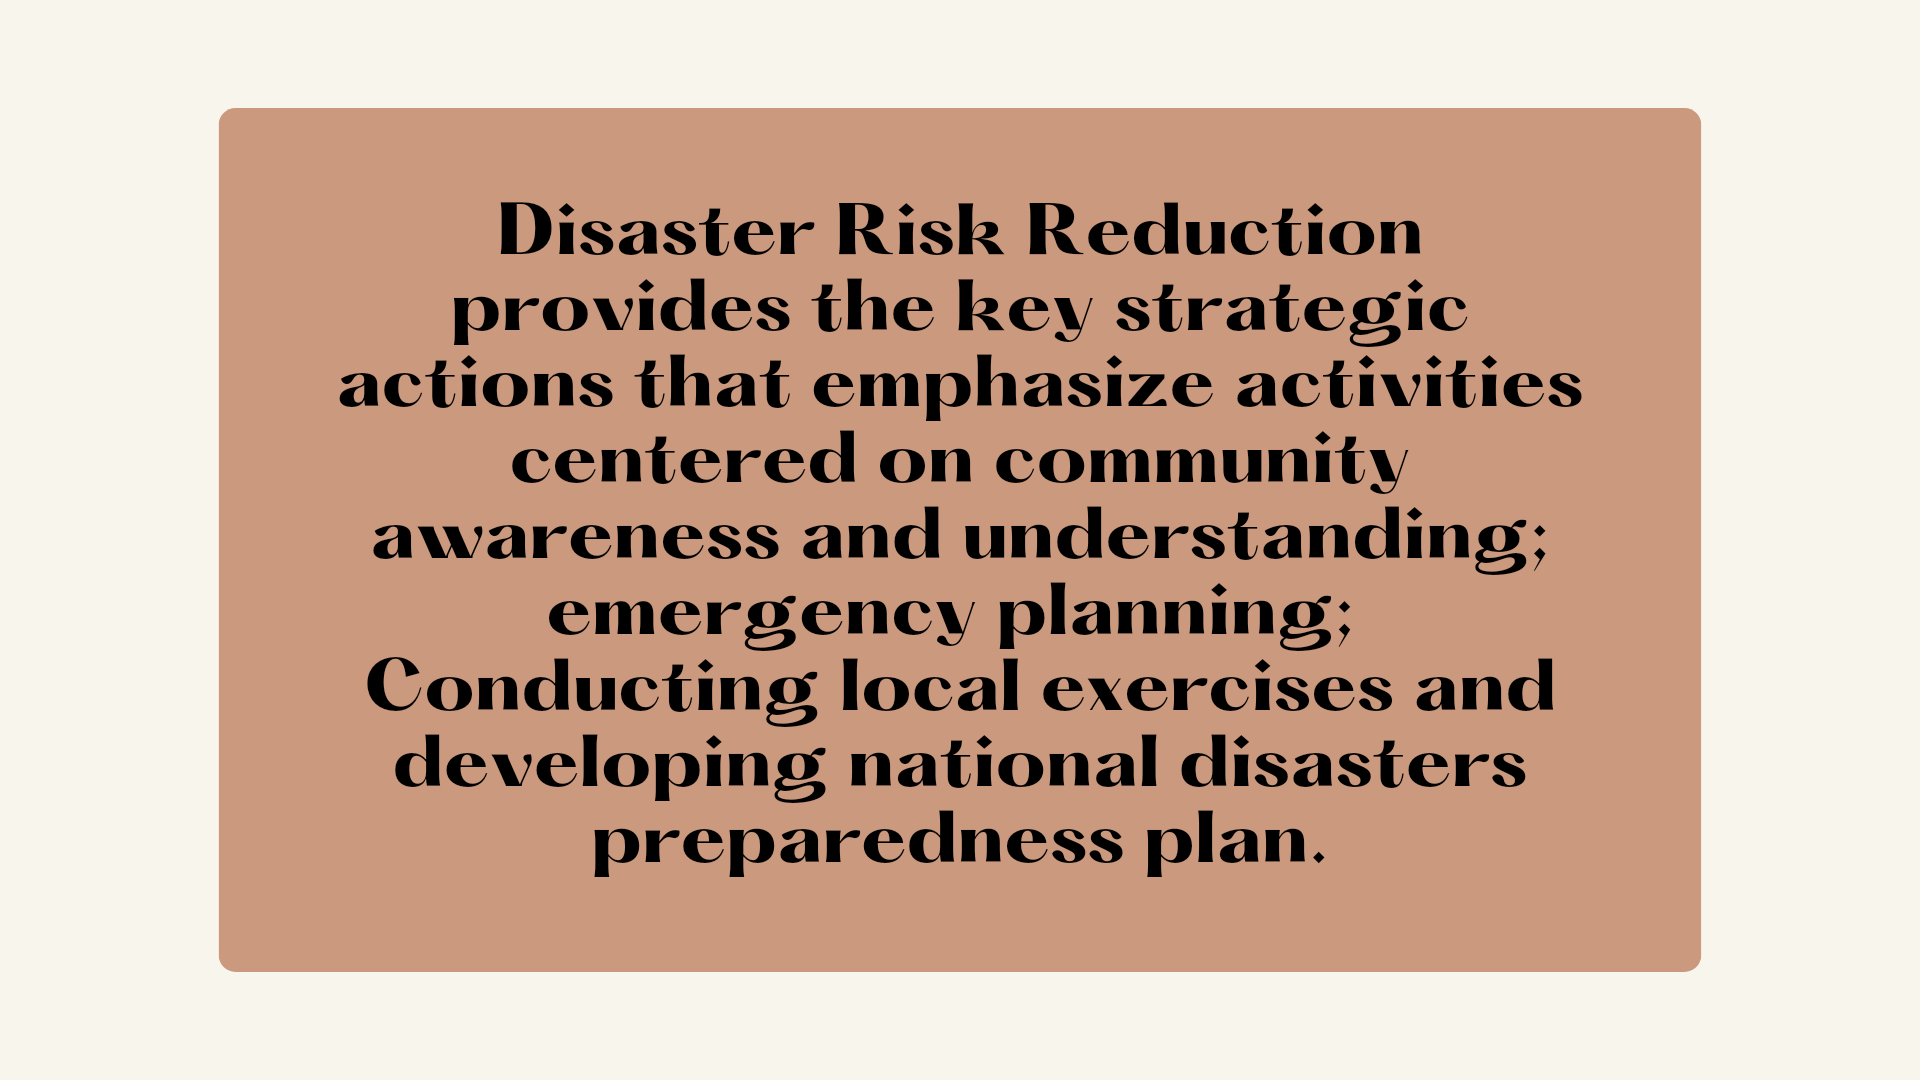 Disaster Risk Reduction
provides the key strategic
actions that emphasize activities
centered on community
awareness and understanding;
emergency planning;
Conducting local exercises and
developing national disasters
preparedness plan.